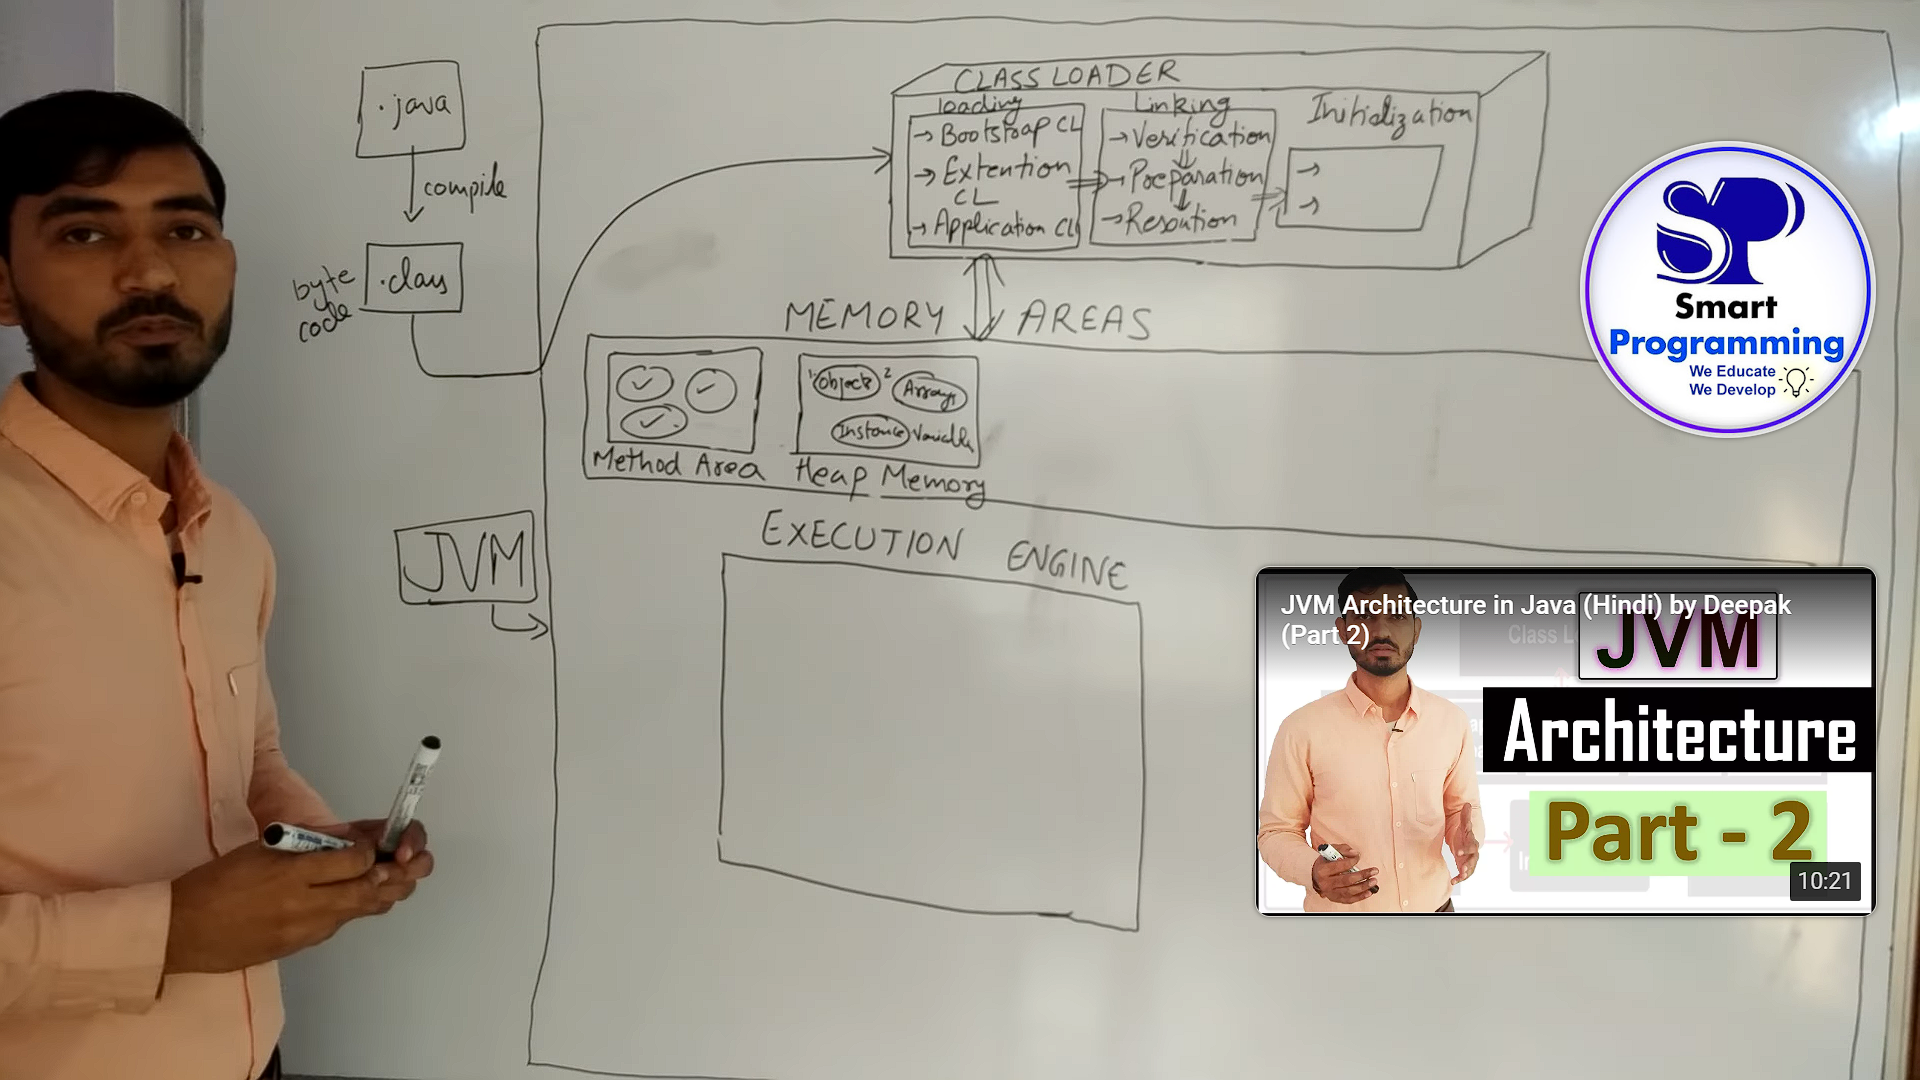 .java
compile
byte
code
.class
JVM
CLASS LOADER
loading
→ Bootstrap CL
→ Extention
CL
→ Application CL
Linking
→ Verification
→ Preparation
→ Resoution
Initialization
→
→
MEMORY AREAS
1. Objects
2 Arrays
Instance Variable
Method Area
Heap Memory
EXECUTION ENGINE
SP
Smart
Programming
We Educate
We Develop
JVM Architecture in Java (Hindi) by Deepak
(Part 2)
Class L
JVM
Architecture
Part - 2
10:21